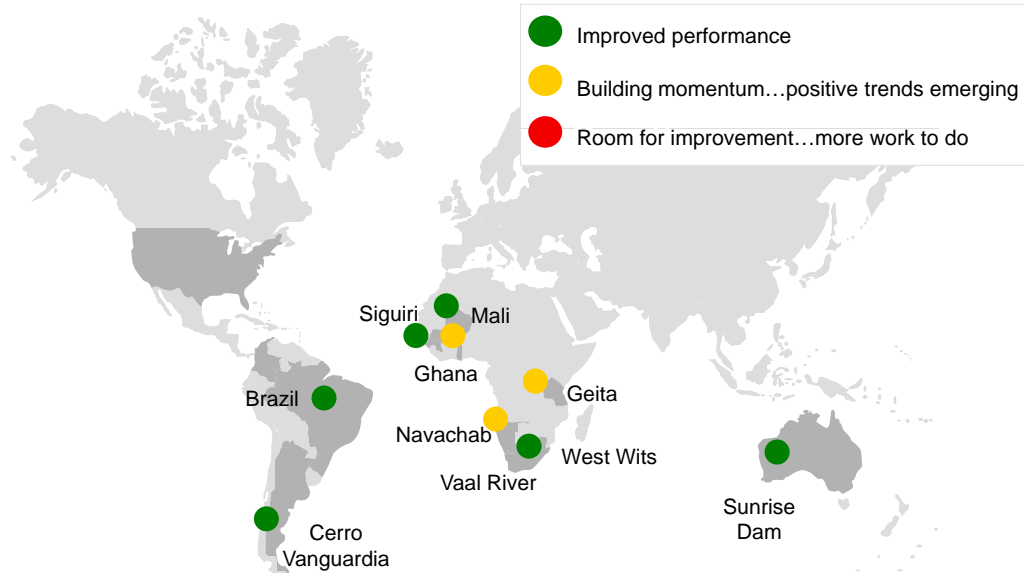 Improved performance
Building momentum…positive trends emerging
Room for improvement…more work to do
Siguiri
Mali
Ghana
Geita
Brazil
Navachab
West Wits
Vaal River
Sunrise
Dam
Cerro
Vanguardia